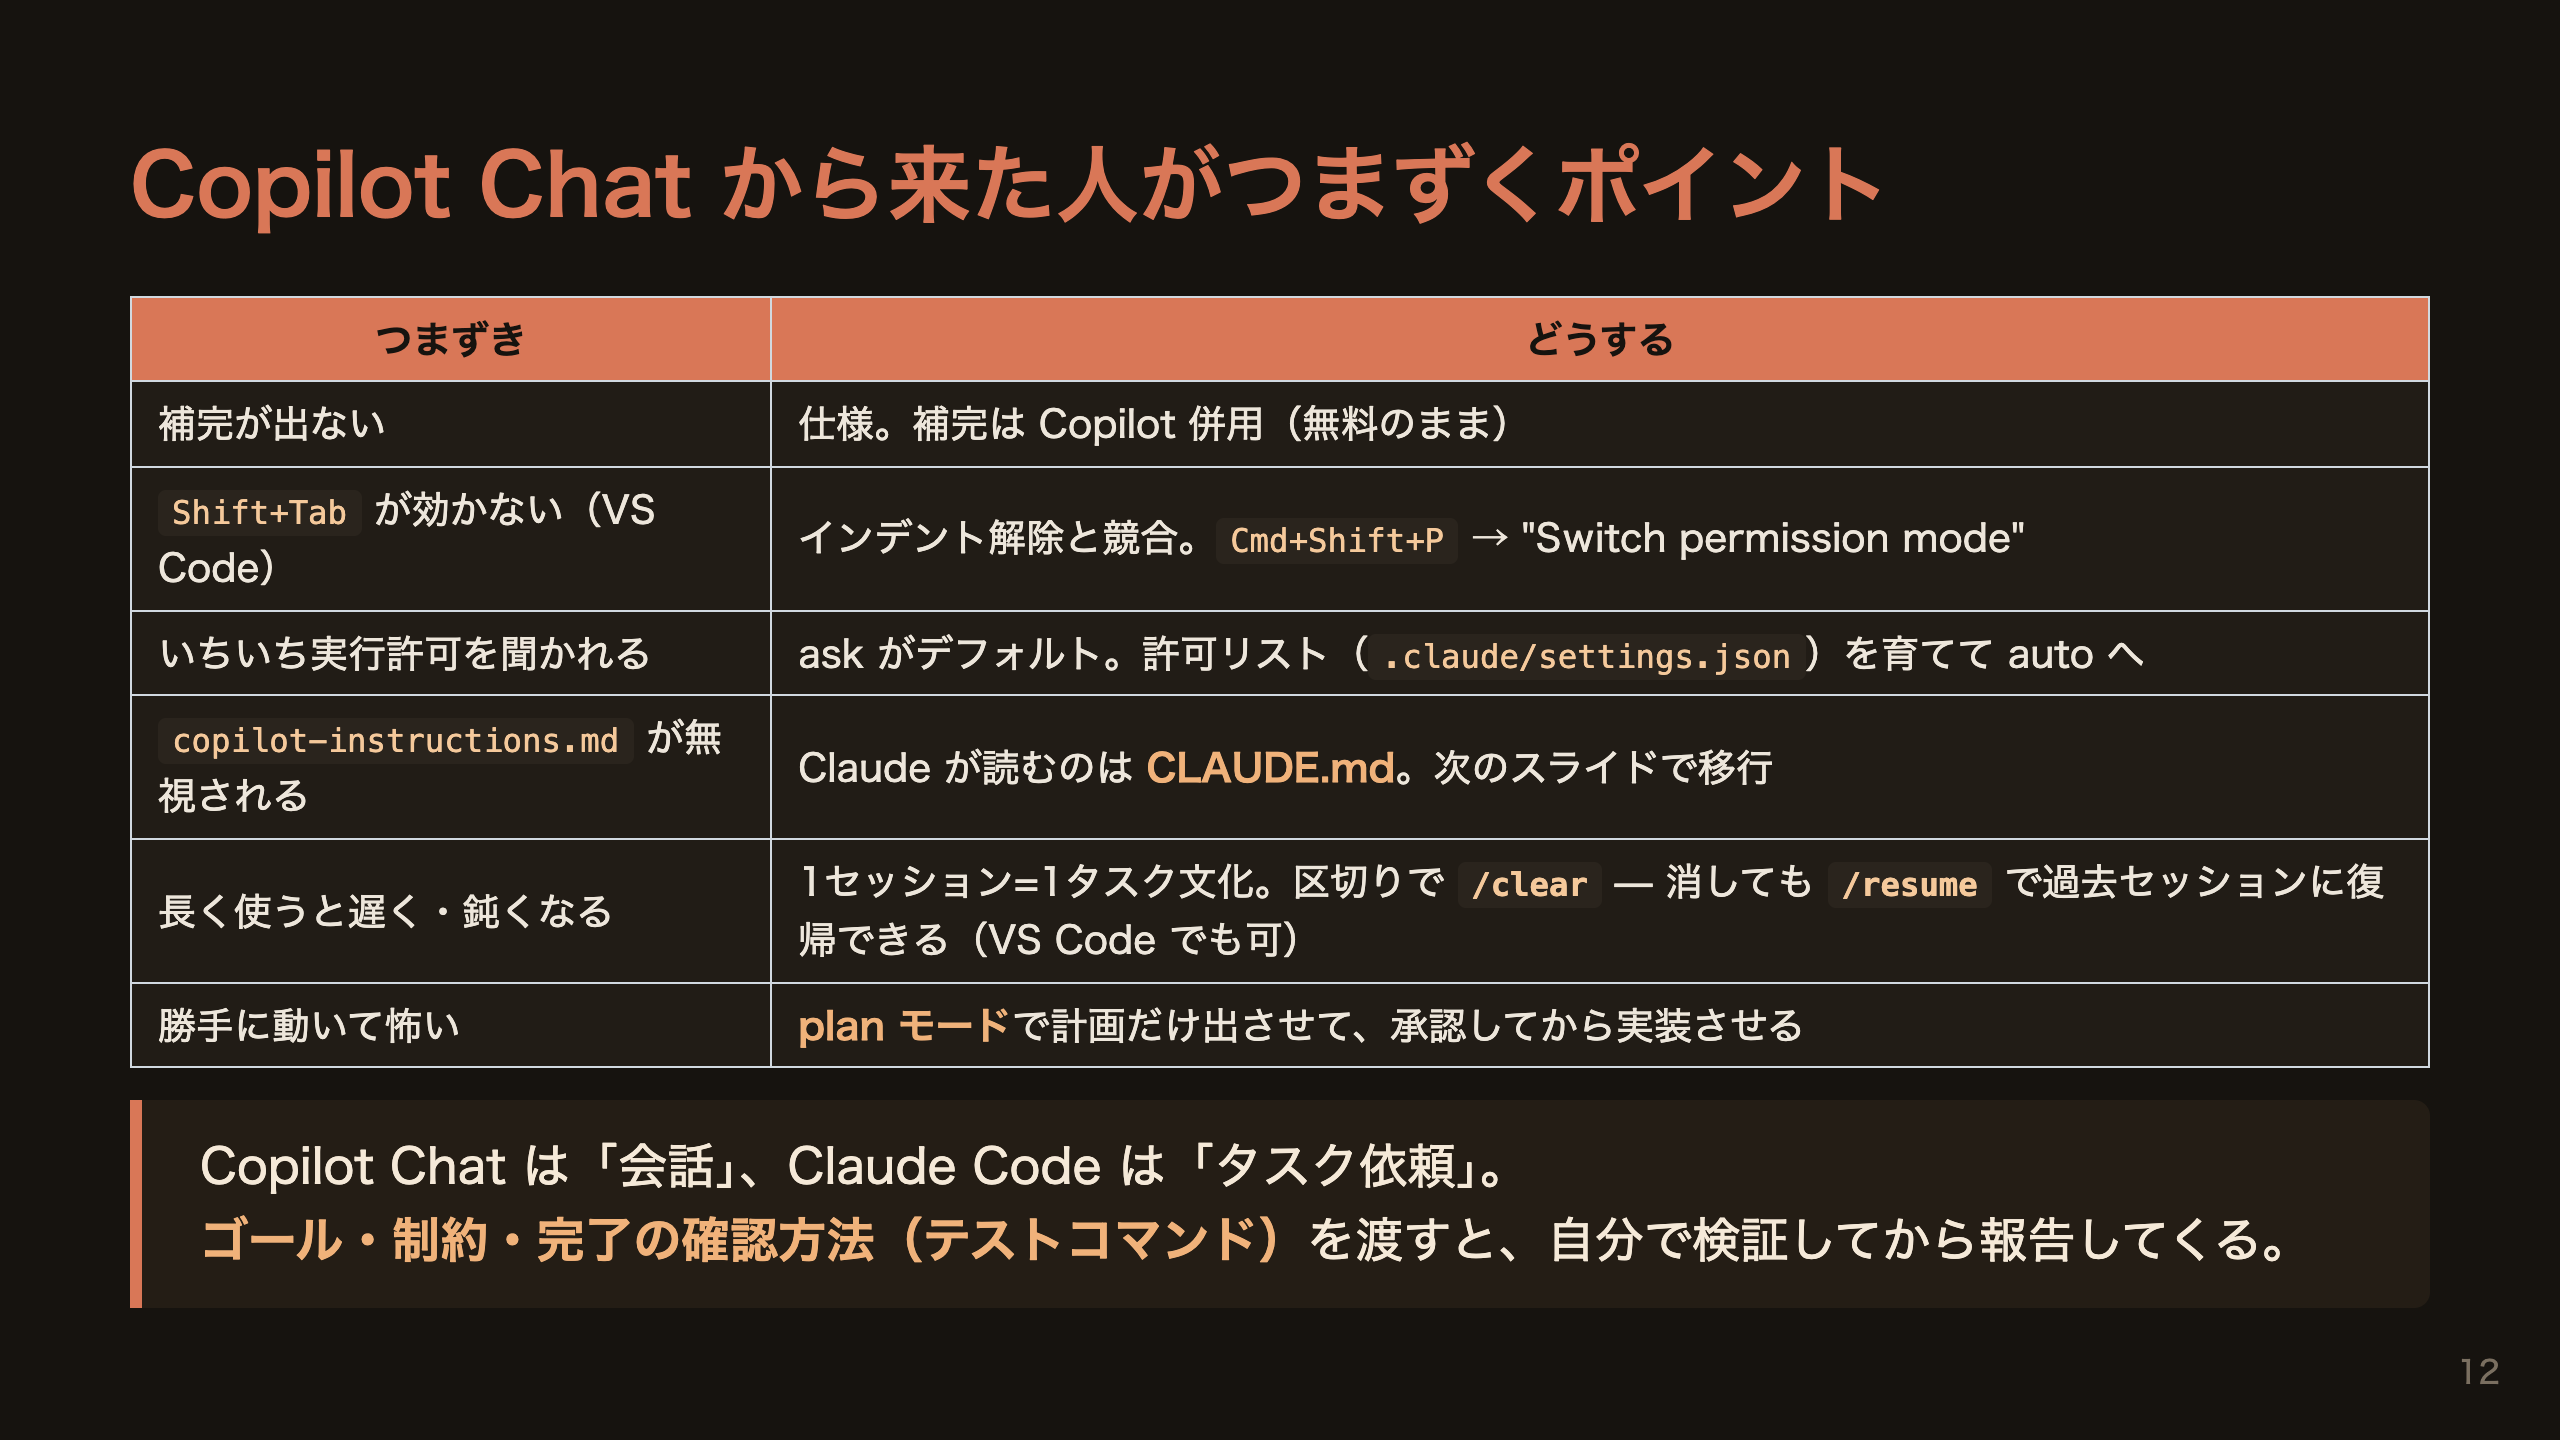 Copilot Chat から来た人がつまずくポイント
つまずき
どうする
補完が出ない
仕様。補完は Copilot 併用（無料のまま）
Shift+Tab が効かない（VS
Code）
インデント解除と競合。 Cmd+Shift+P → "Switch permission mode"
いちいち実行許可を聞かれる
ask がデフォルト。許可リスト（ .claude/settings.json ）を育てて auto へ
copilot-instructions.md が無
視される
Claude が読むのは CLAUDE.md。次のスライドで移行
長く使うと遅く・鈍くなる
1セッション=1タスク文化。区切りで /clear — 消しても /resume で過去セッションに復
帰できる（VS Code でも可）
勝手に動いて怖い
plan モードで計画だけ出させて、承認してから実装させる
Copilot Chat は「会話」、Claude Code は「タスク依頼」。
ゴール・制約・完了の確認方法（テストコマンド）を渡すと、自分で検証してから報告してくる。
12